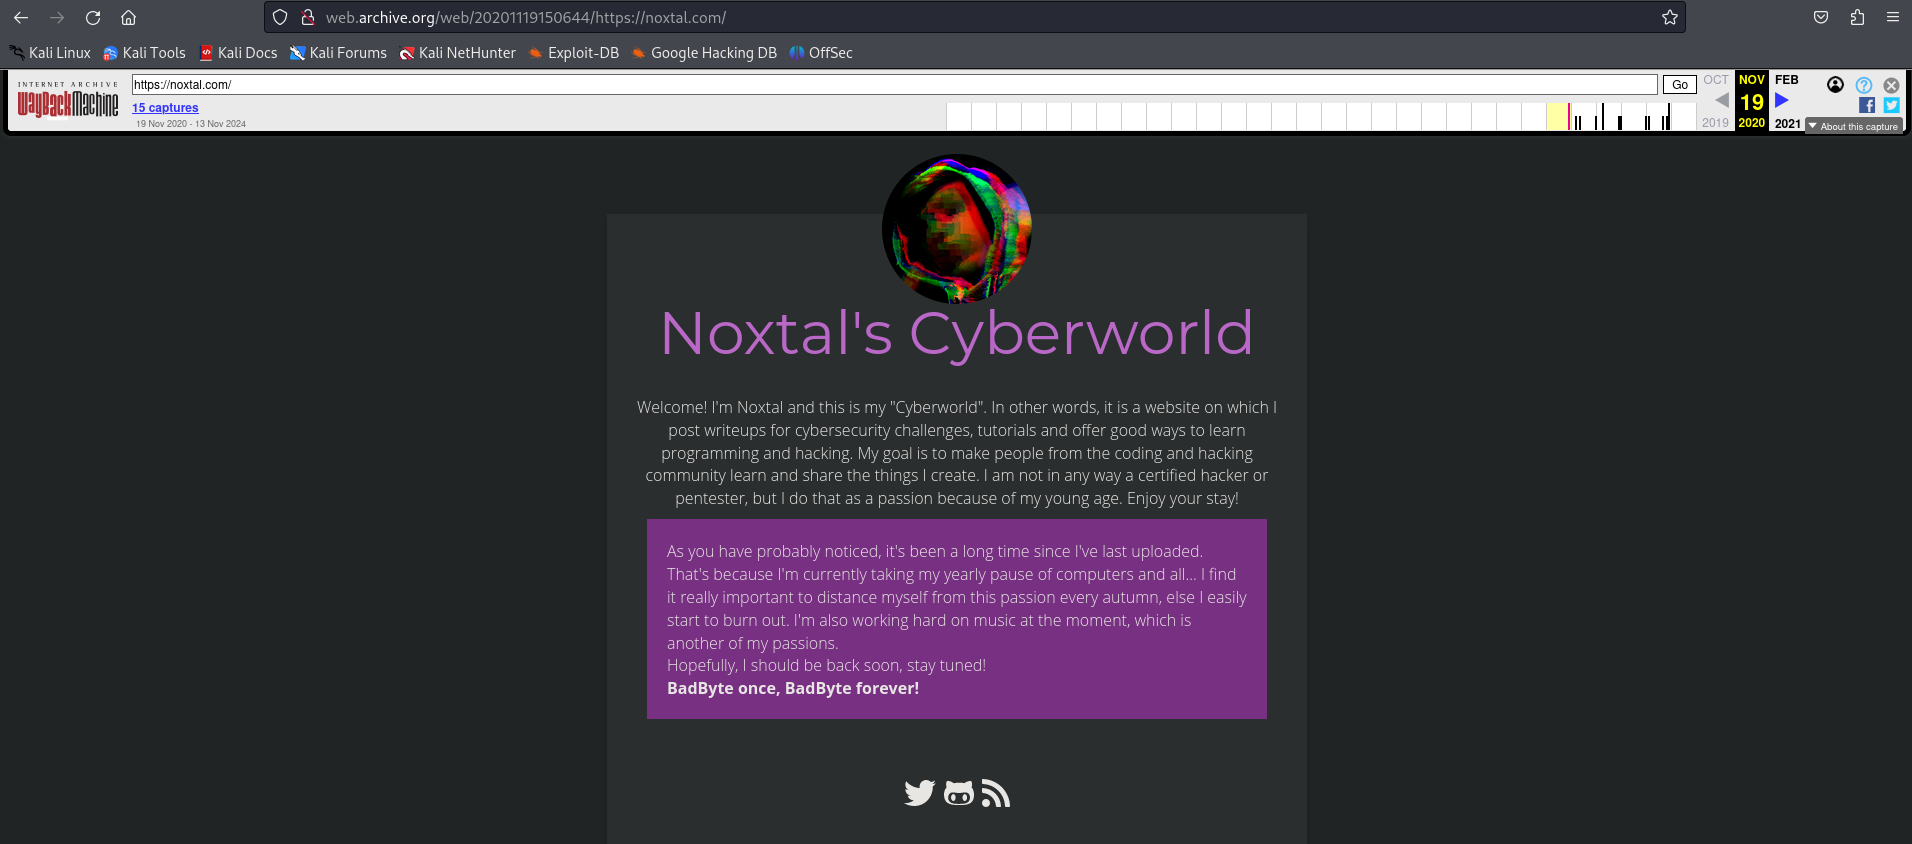 web.archive.org/web/20201119150644/https://noxtal.com/
Kali Linux Kali Tools Kali Docs Kali Forums Kali NetHunter Exploit-DB Google Hacking DB OffSec
INTERNET ARCHIVE
WayBackMachine
https://noxtal.com/
Go
15 captures
19 Nov 2020 - 13 Nov 2024
OCT NOV FEB
19
2019 2020 2021
About this capture
Noxtal's Cyberworld
Welcome! I'm Noxtal and this is my "Cyberworld". In other words, it is a website on which I
post writeups for cybersecurity challenges, tutorials and offer good ways to learn
programming and hacking. My goal is to make people from the coding and hacking
community learn and share the things I create. I am not in any way a certified hacker or
pentester, but I do that as a passion because of my young age. Enjoy your stay!
As you have probably noticed, it's been a long time since I've last uploaded.
That's because I'm currently taking my yearly pause of computers and all... I find
it really important to distance myself from this passion every autumn, else I easily
start to burn out. I'm also working hard on music at the moment, which is
another of my passions.
Hopefully, I should be back soon, stay tuned!
BadByte once, BadByte forever!